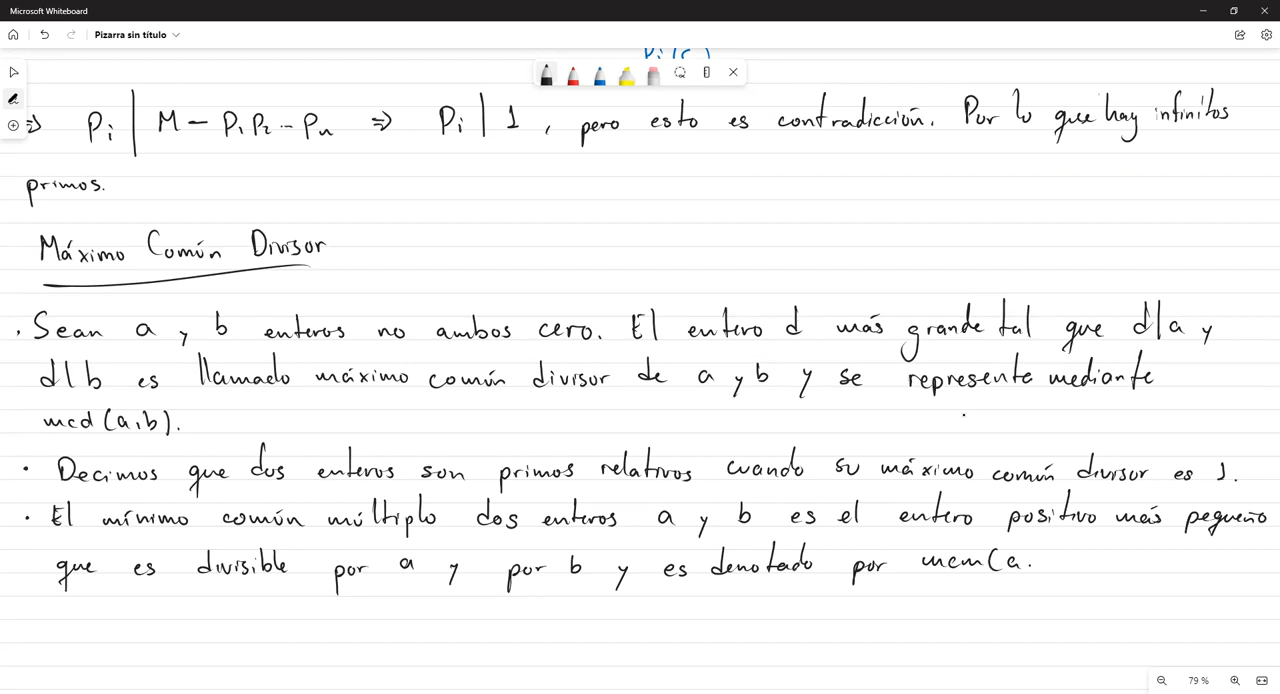 Microsoft Whiteboard
Pizarra sin título
⇒ Pi | M - P1 P2 -- Pn ⇒ Pi | 1, pero esto es contradicción. Por lo que hay infinitos
primos.
Máximo Común Divisor
· Sean a y b enteros no ambos cero. El entero d más grande tal que d|a y
d|b es llamado máximo común divisor de a y b y se representa mediante
mcd(a,b).
· Decimos que dos enteros son primos relativos cuando su máximo común divisor es 1.
· El mínimo común múltiplo dos enteros a y b es el entero positivo más pequeño
que es divisible por a y por b y es denotado por mcm(a.
79 %